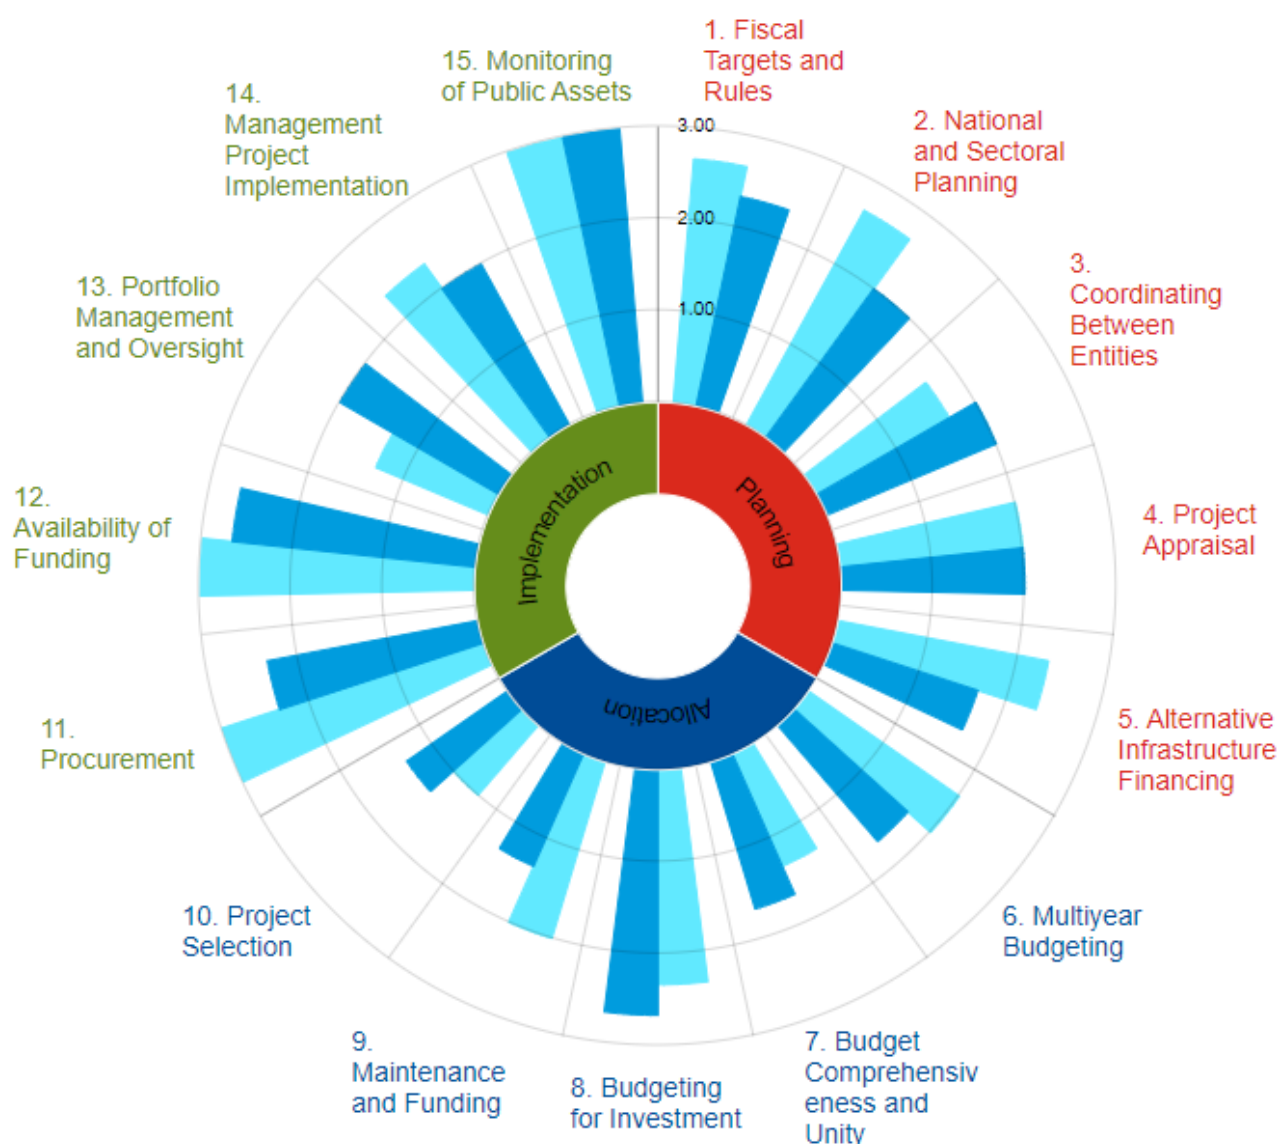 1. Fiscal
Targets and
Rules
2. National
and Sectoral
Planning
3.
Coordinating
Between
Entities
4. Project
Appraisal
5. Alternative
Infrastructure
Financing
6. Multiyear
Budgeting
7. Budget
Comprehensiv
eness and
Unity
8. Budgeting
for Investment
9.
Maintenance
and Funding
10. Project
Selection
11.
Procurement
12.
Availability of
Funding
13. Portfolio
Management
and Oversight
14.
Management
Project
Implementation
15. Monitoring
of Public Assets
3.00
2.00
1.00
Planning
Allocation
Implementation